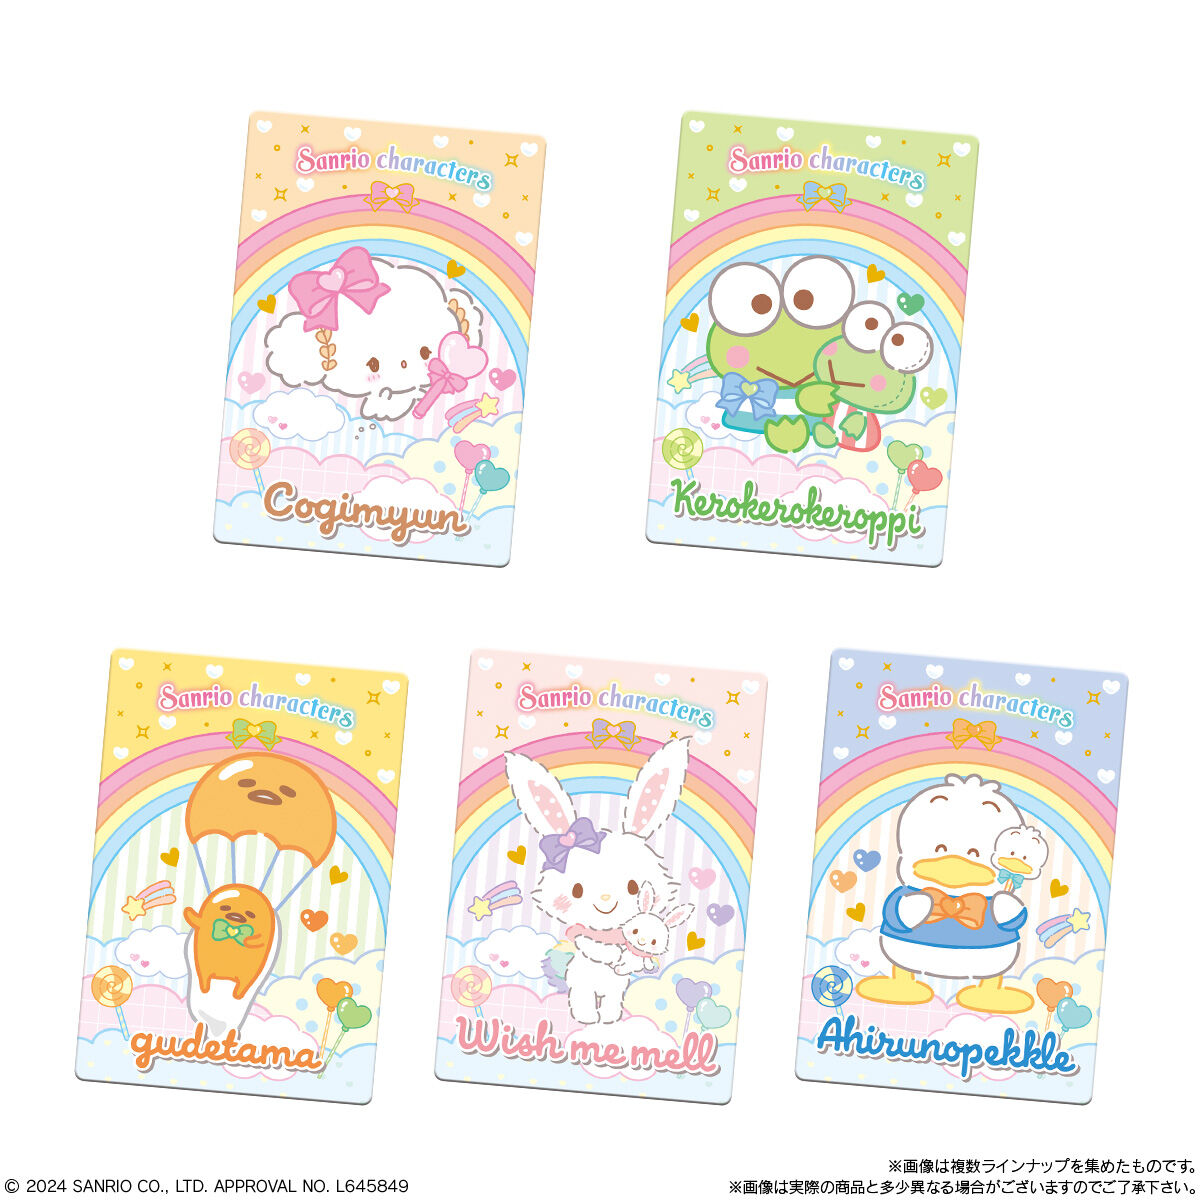 Sanrio characters
Cogimyun
Sanrio characters
Kerokerokeroppi
Sanrio characters
gudetama
Sanrio characters
Wish me mell
Sanrio characters
Ahirunopekkle
※画像は複数ラインナップを集めたものです。
© 2024 SANRIO CO., LTD. APPROVAL NO. L645849
※画像は実際の商品と多少異なる場合がございますのでご了承下さい。